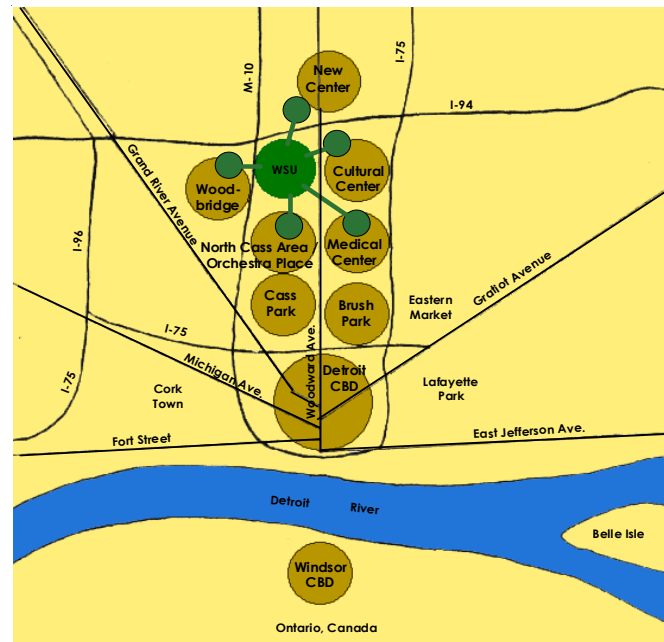 New
Center
M-10
I-75
I-94
Grand River Avenue
WSU
Cultural
Center
Wood-
bridge
I-96
North Cass Area/
Orchestra Place
Medical
Center
Gratiot Avenue
Cass
Park
Brush
Park
Eastern
Market
I-75
Michigan Ave.
Woodward Ave.
Detroit
CBD
I-75
Cork
Town
Lafayette
Park
Fort Street
East Jefferson Ave.
Detroit River
Belle Isle
Windsor
CBD
Ontario, Canada